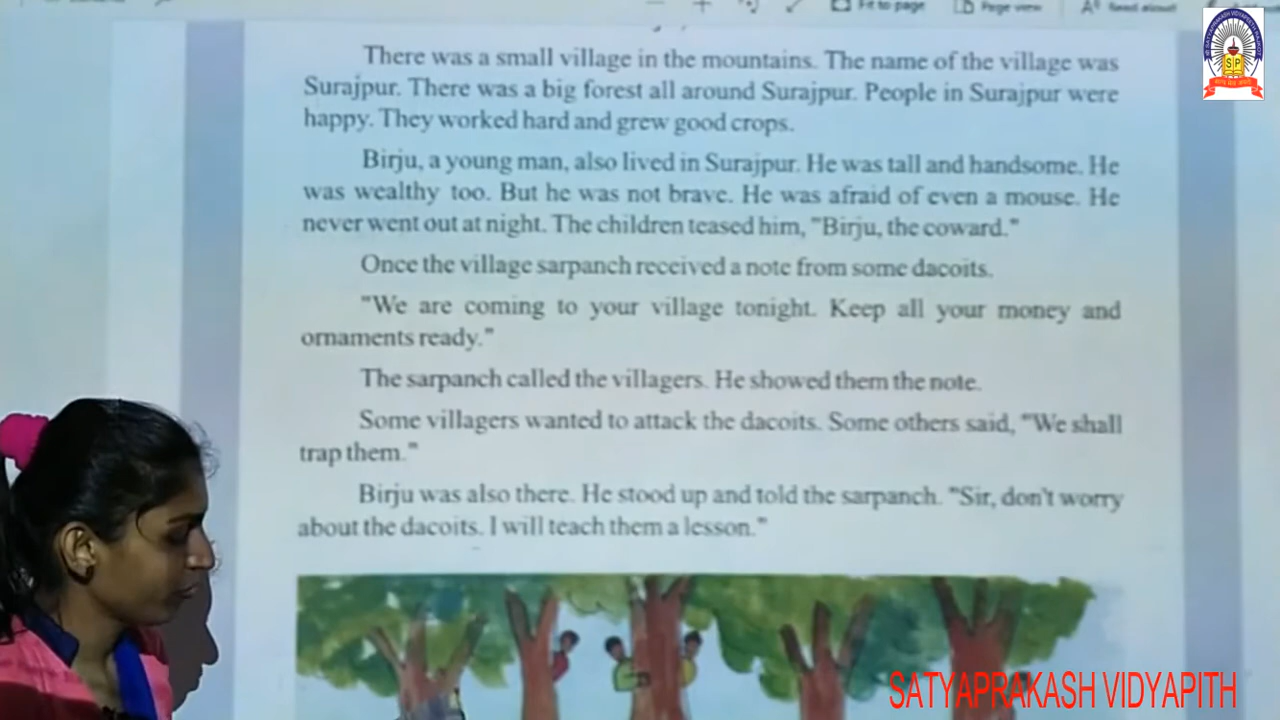 Fit to page
Page view
Read aloud
There was a small village in the mountains. The name of the village was
Surajpur. There was a big forest all around Surajpur. People in Surajpur were
happy. They worked hard and grew good crops.
Birju, a young man, also lived in Surajpur. He was tall and handsome. He
was wealthy too. But he was not brave. He was afraid of even a mouse. He
never went out at night. The children teased him, "Birju, the coward."
Once the village sarpanch received a note from some dacoits.
"We are coming to your village tonight. Keep all your money and
ornaments ready."
The sarpanch called the villagers. He showed them the note.
Some villagers wanted to attack the dacoits. Some others said, "We shall
trap them."
Birju was also there. He stood up and told the sarpanch. "Sir, don't worry
about the dacoits. I will teach them a lesson."
SP
SATYAPRAKASH VIDYAPITH